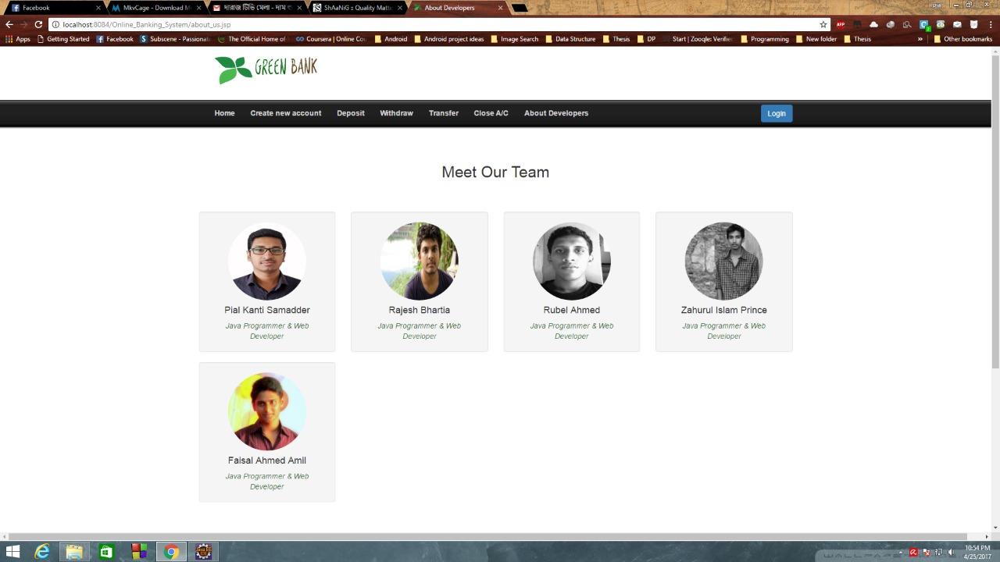 Facebook
MkvCage - Download M
দারাজ টিভি মেলা - দাম ও
ShAaNiG :: Quality Matte
About Developers
localhost:8084/Online_Banking_System/about_us.jsp
Apps
Getting Started
Facebook
Subscene - Passionat
The Official Home of
Coursera | Online Cou
Android
Android project ideas
Image Search
Data Structure
Thesis
DP
Start | Zooqle: Verified
Programming
New folder
Thesis
»
Other bookmarks
GREEN BANK
Home
Create new account
Deposit
Withdraw
Transfer
Close A/C
About Developers
Login
Meet Our Team
Pial Kanti Samadder
Java Programmer & Web
Developer
Rajesh Bhartia
Java Programmer & Web
Developer
Rubel Ahmed
Java Programmer & Web
Developer
Zahurul Islam Prince
Java Programmer & Web
Developer
Faisal Ahmed Amil
Java Programmer & Web
Developer
10:54 PM
4/25/2017